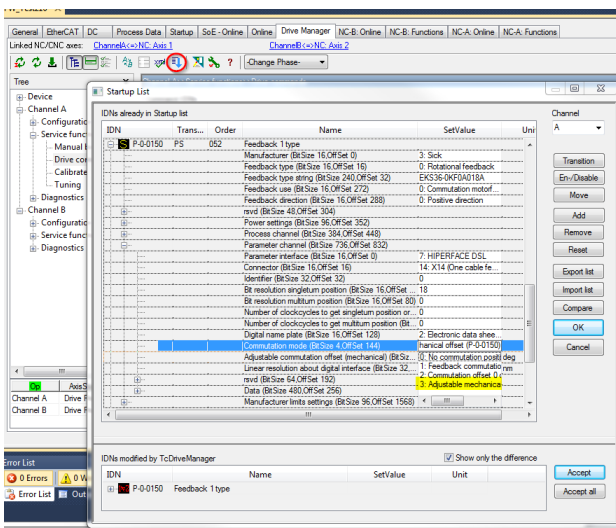 General EtherCAT DC Process Data Startup SoE - Online Online Drive Manager NC-B: Online NC-B: Functions NC-A: Online NC-A: Functions
Linked NC/CNC axes: ChannelA<=>NC: Axis 1 ChannelB<=>NC: Axis 2
-Change Phase-
Tree
Device
Channel A
Configuratio
Service func
Manual
Drive co
Calibrate
Tuning
Diagnostics
Channel B
Configuratio
Service func
Diagnostics
Op AxisS
Channel A Drive F
Channel B Drive F
Error List
0 Errors 0 W
Error List Out
Startup List
IDNs already in Startup list
IDN Trans... Order Name SetValue Uni
S P-0-0150 PS 052 Feedback 1 type
Manufacturer (BitSize 16,OffSet 0) 3: Sick
Feedback type (BitSize 16,OffSet 16) 0: Rotational feedback
Feedback type string (BitSize 240,OffSet 32) EKS36-0KF0A018A
Feedback use (BitSize 16,OffSet 272) 0: Commutation motorf...
Feedback direction (BitSize 16,OffSet 288) 0: Positive direction
rsvd (BitSize 48,OffSet 304)
Power settings (BitSize 96,OffSet 352)
Process channel (BitSize 384,OffSet 448)
Parameter channel (BitSize 736,OffSet 832)
Parameter interface (BitSize 16,OffSet 0) 7: HIPERFACE DSL
Connector (BitSize 16,OffSet 16) 14: X14 (One cable fe...
Identifier (BitSize 32,OffSet 32) 0
Bit resolution singleturn position (BitSize 16,OffSet ... 18
Bit resolution multiturn position (BitSize 16,OffSet 80) 0
Number of clockcycles to get singleturn position or... 0
Number of clockcycles to get multiturn position (Bit... 0
Digital name plate (BitSize 16,OffSet 128) 2: Electronic data shee...
Commutation mode (BitSize 4,OffSet 144) hanical offset (P-0-0150)
Adjustable commutation offset (mechanical) (BitSiz... 0: No commutation positi deg
Linear resolution about digital interface (BitSize 32,... 1: Feedback commutatio nm
2: Commutation offset 0
rsvd (BitSize 64,OffSet 192) 3: Adjustable mechanica
Data (BitSize 480,OffSet 256)
Manufacturer limits settings (BitSize 96,OffSet 1568)
Channel
A
Transition
En-/Disable
Move
Add
Remove
Reset
Export list
Import list
Compare
OK
Cancel
IDNs modified by TcDriveManager Show only the difference
IDN Name SetValue Unit
P-0-0150 Feedback 1 type
Accept
Accept all